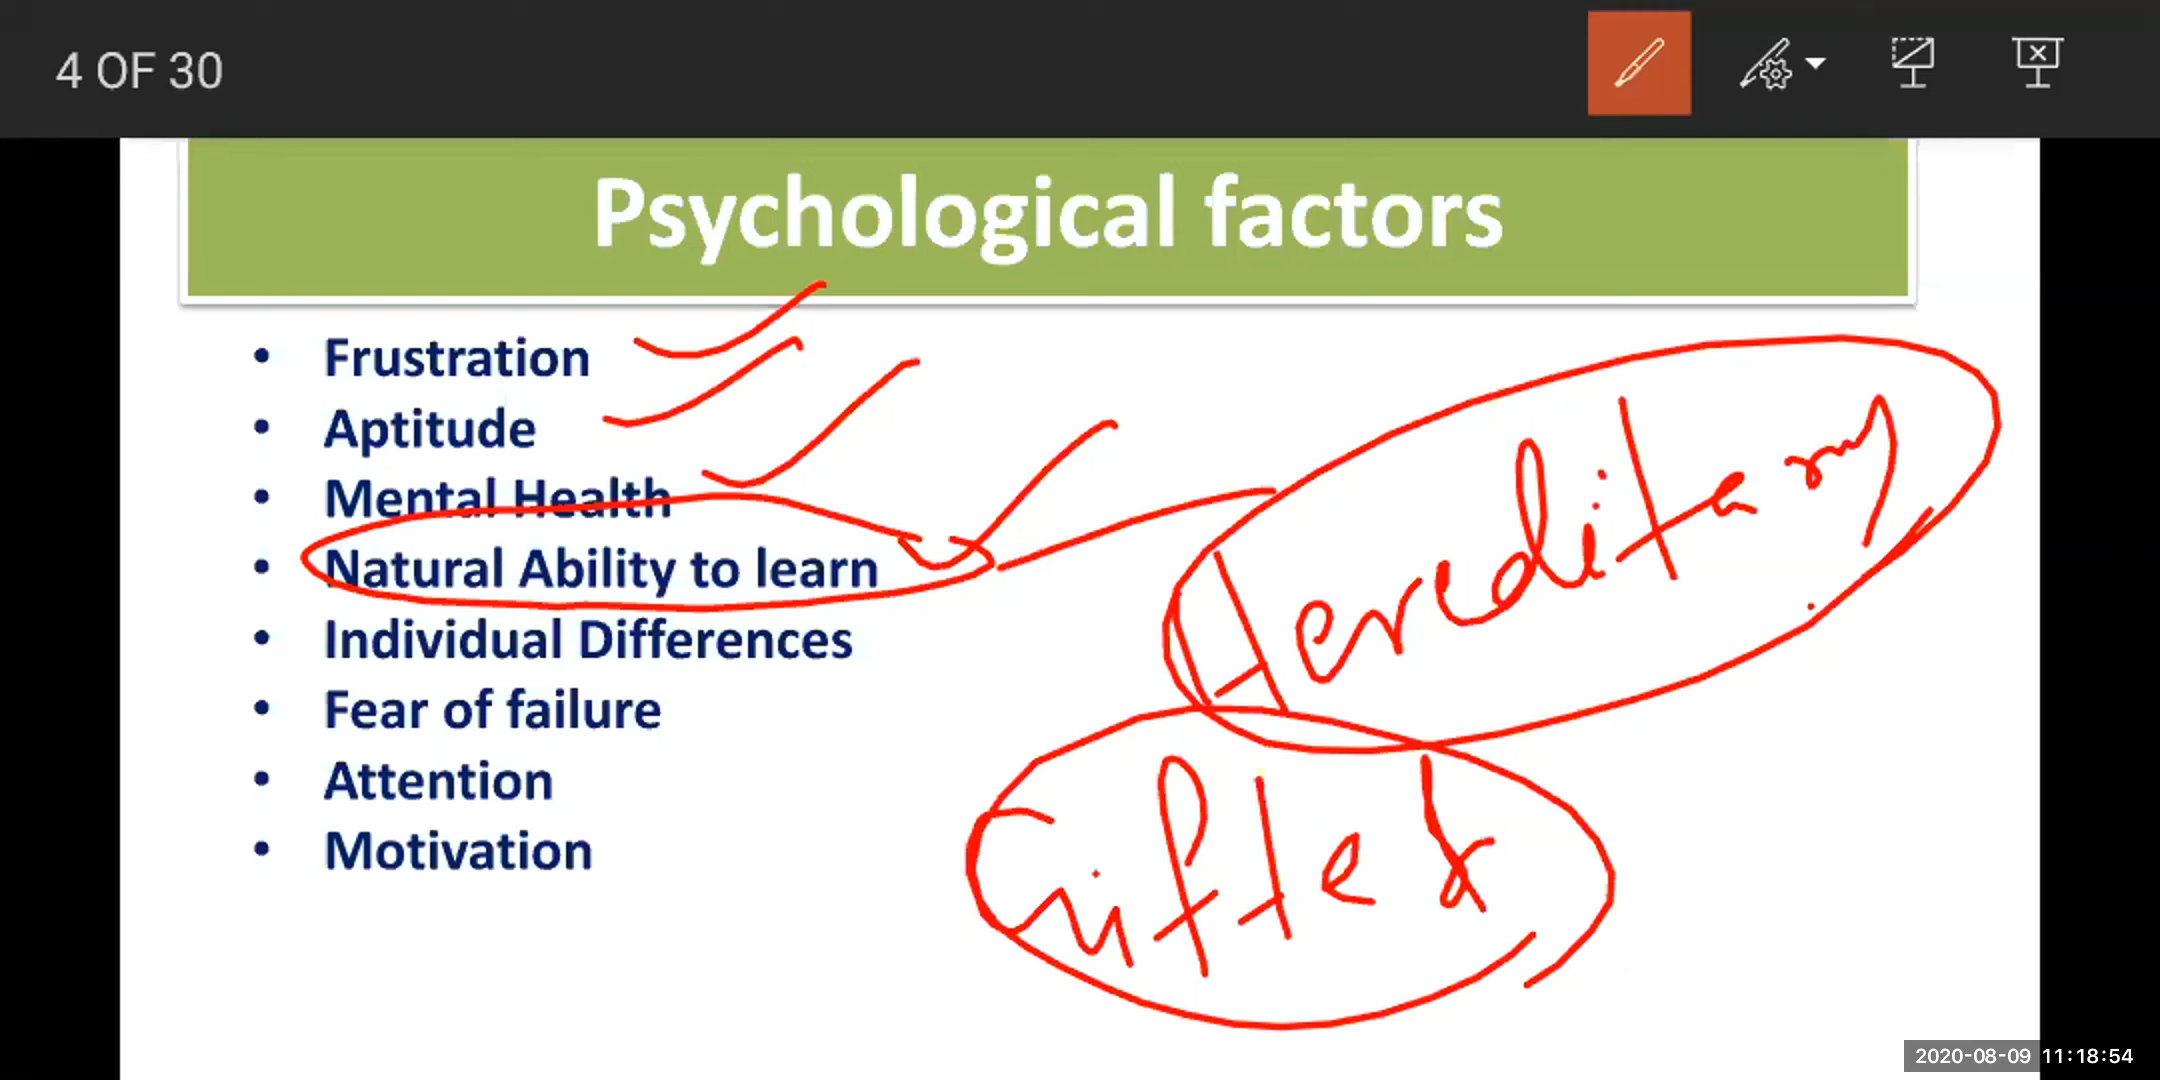 4 OF 30
Psychological factors
• Frustration
• Aptitude
• Mental Health
• Natural Ability to learn
• Individual Differences
• Fear of failure
• Attention
• Motivation
Hereditary
Gifted
2020-08-09 11:18:54